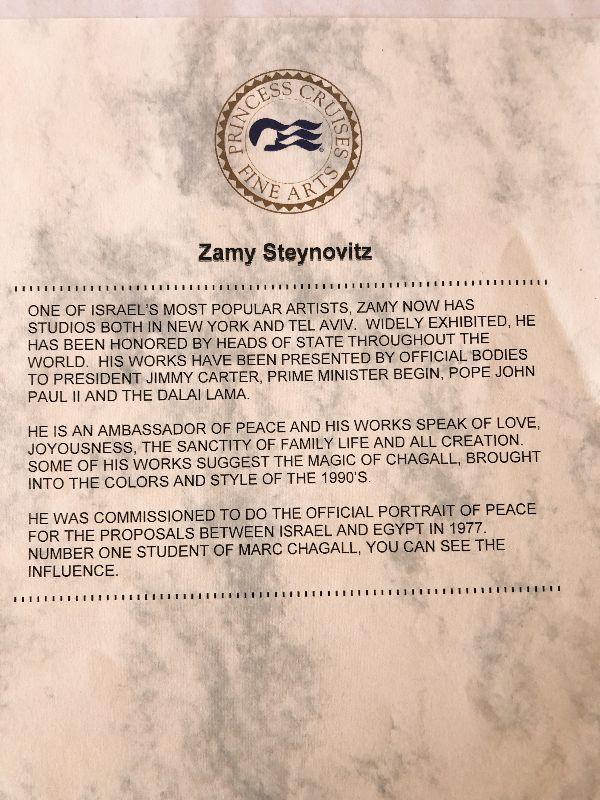 PRINCESS CRUISES
FINE ARTS
Zamy Steynovitz
ONE OF ISRAEL'S MOST POPULAR ARTISTS, ZAMY NOW HAS
STUDIOS BOTH IN NEW YORK AND TEL AVIV. WIDELY EXHIBITED, HE
HAS BEEN HONORED BY HEADS OF STATE THROUGHOUT THE
WORLD. HIS WORKS HAVE BEEN PRESENTED BY OFFICIAL BODIES
TO PRESIDENT JIMMY CARTER, PRIME MINISTER BEGIN, POPE JOHN
PAUL II AND THE DALAI LAMA.
HE IS AN AMBASSADOR OF PEACE AND HIS WORKS SPEAK OF LOVE,
JOYOUSNESS, THE SANCTITY OF FAMILY LIFE AND ALL CREATION.
SOME OF HIS WORKS SUGGEST THE MAGIC OF CHAGALL, BROUGHT
INTO THE COLORS AND STYLE OF THE 1990'S.
HE WAS COMMISSIONED TO DO THE OFFICIAL PORTRAIT OF PEACE
FOR THE PROPOSALS BETWEEN ISRAEL AND EGYPT IN 1977.
NUMBER ONE STUDENT OF MARC CHAGALL, YOU CAN SEE THE
INFLUENCE.